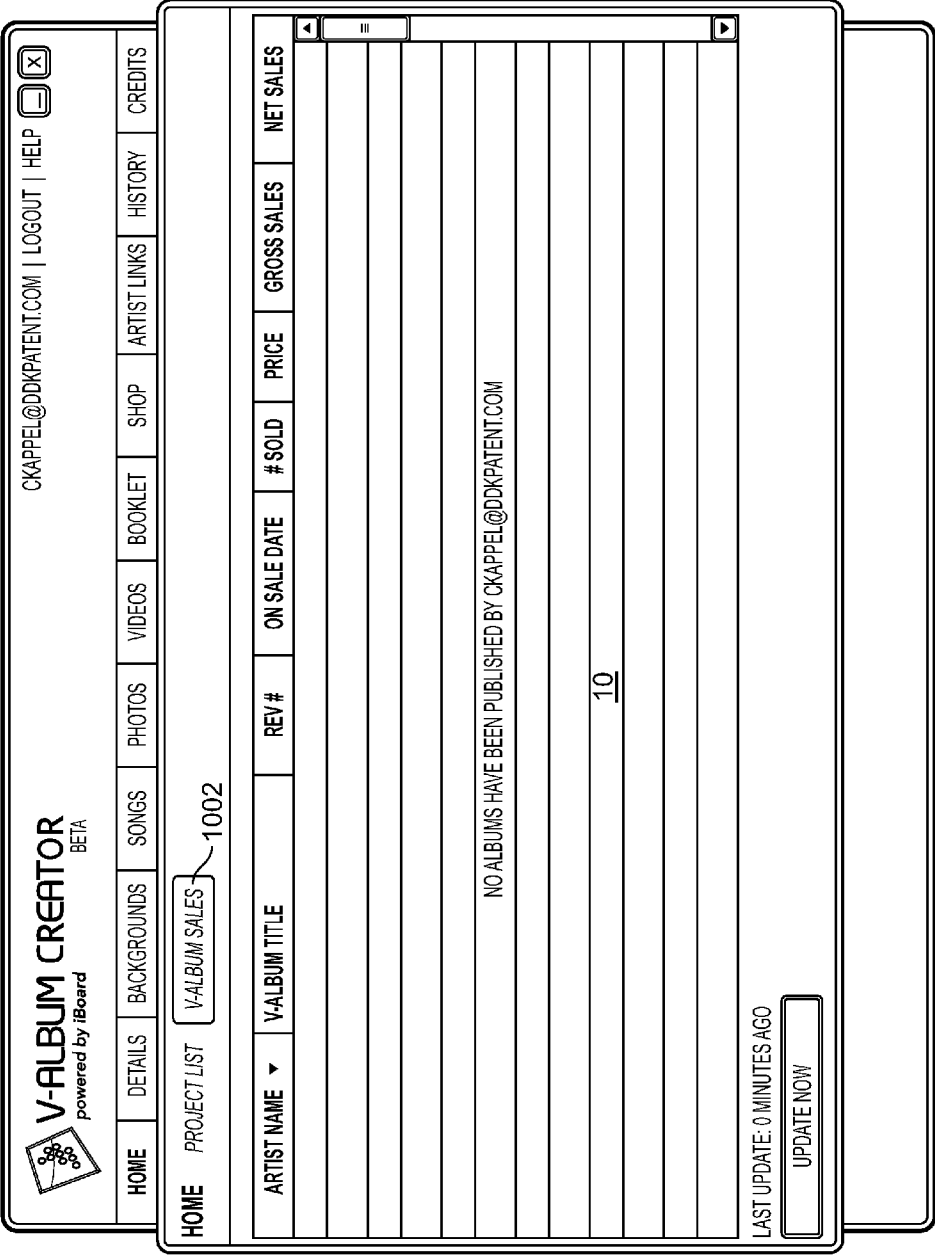 V-ALBUM CREATOR
BETA
powered by iBoard
CKAPPEL@DDKPATENT.COM | LOGOUT | HELP
_ X
HOME DETAILS BACKGROUNDS SONGS PHOTOS VIDEOS BOOKLET SHOP ARTIST LINKS HISTORY CREDITS
HOME PROJECT LIST V-ALBUM SALES 1002
ARTIST NAME ▼ V-ALBUM TITLE REV # ON SALE DATE # SOLD PRICE GROSS SALES NET SALES
NO ALBUMS HAVE BEEN PUBLISHED BY CKAPPEL@DDKPATENT.COM
10
LAST UPDATE: 0 MINUTES AGO
UPDATE NOW